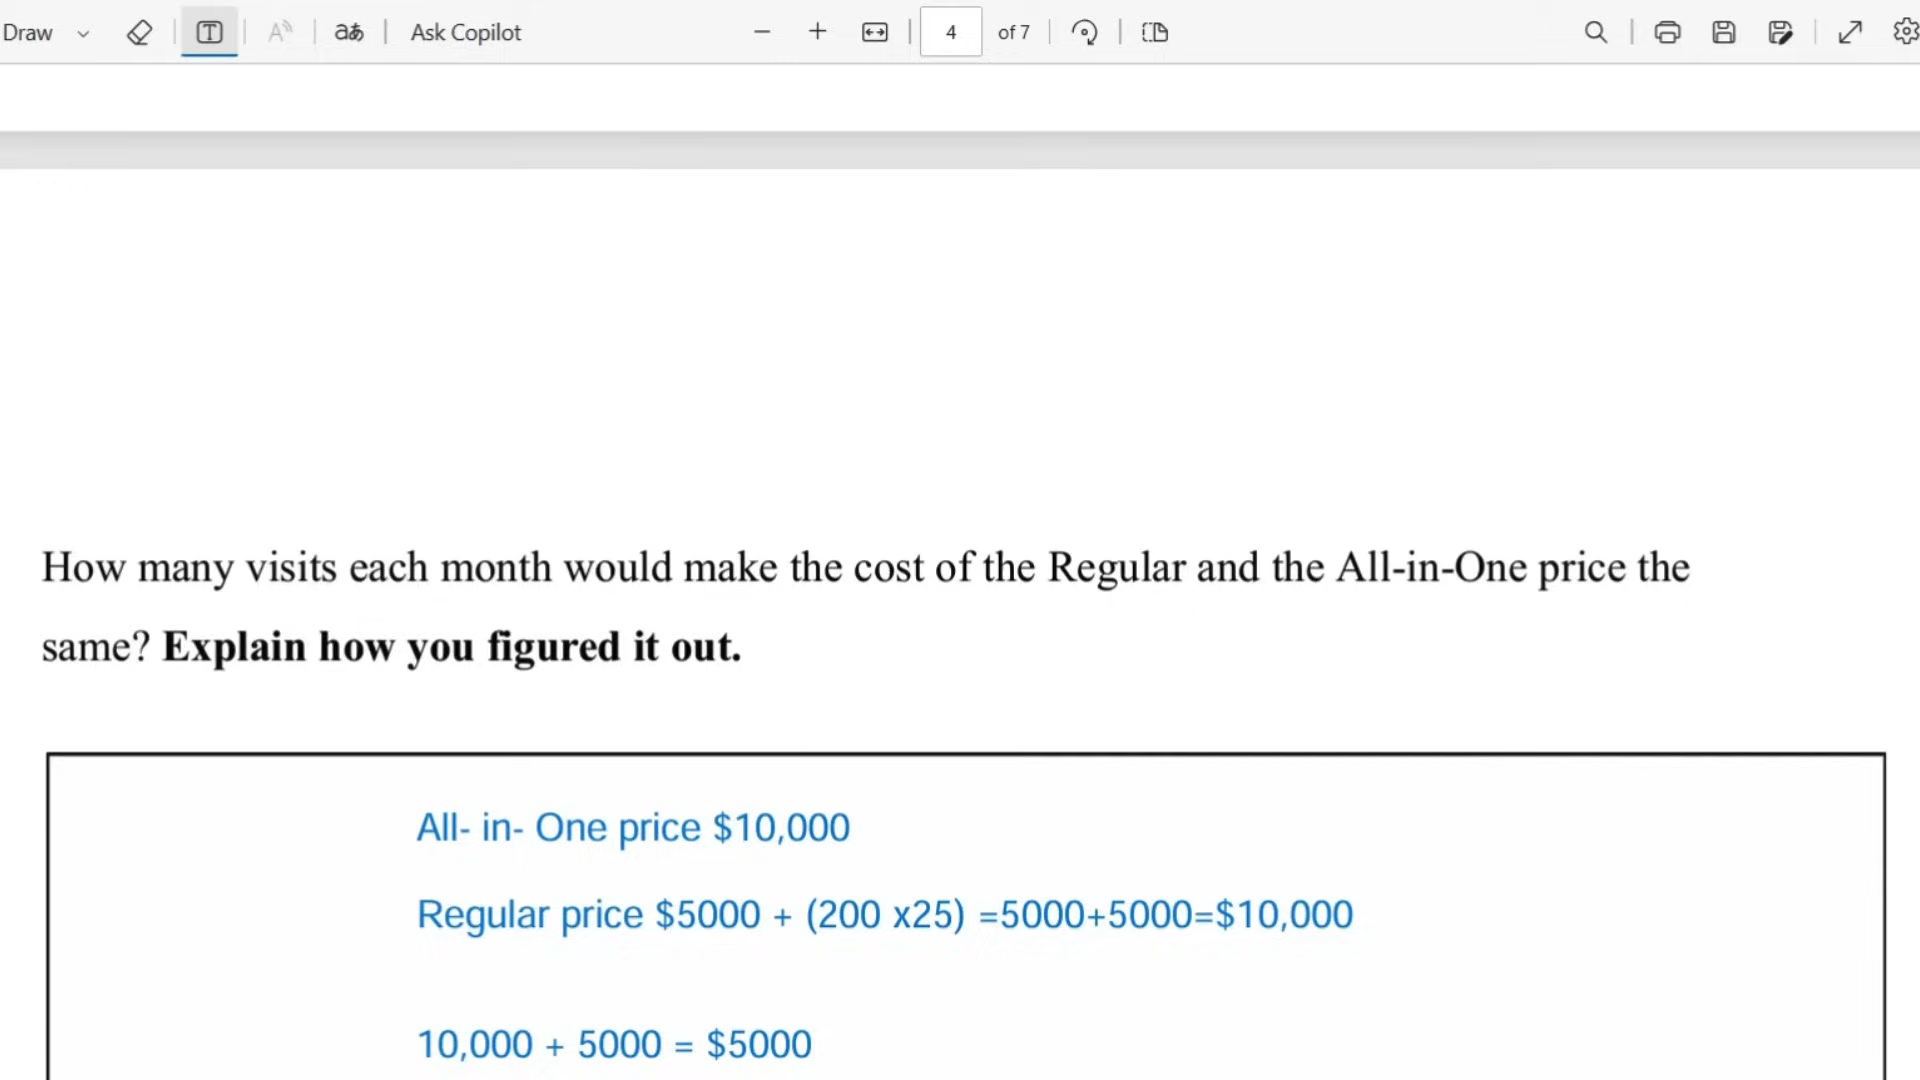 Draw aあ Ask Copilot 4 of 7
How many visits each month would make the cost of the Regular and the All-in-One price the
same? Explain how you figured it out.
All- in- One price $10,000
Regular price $5000 + (200 x25) =5000+5000=$10,000
10,000 + 5000 = $5000